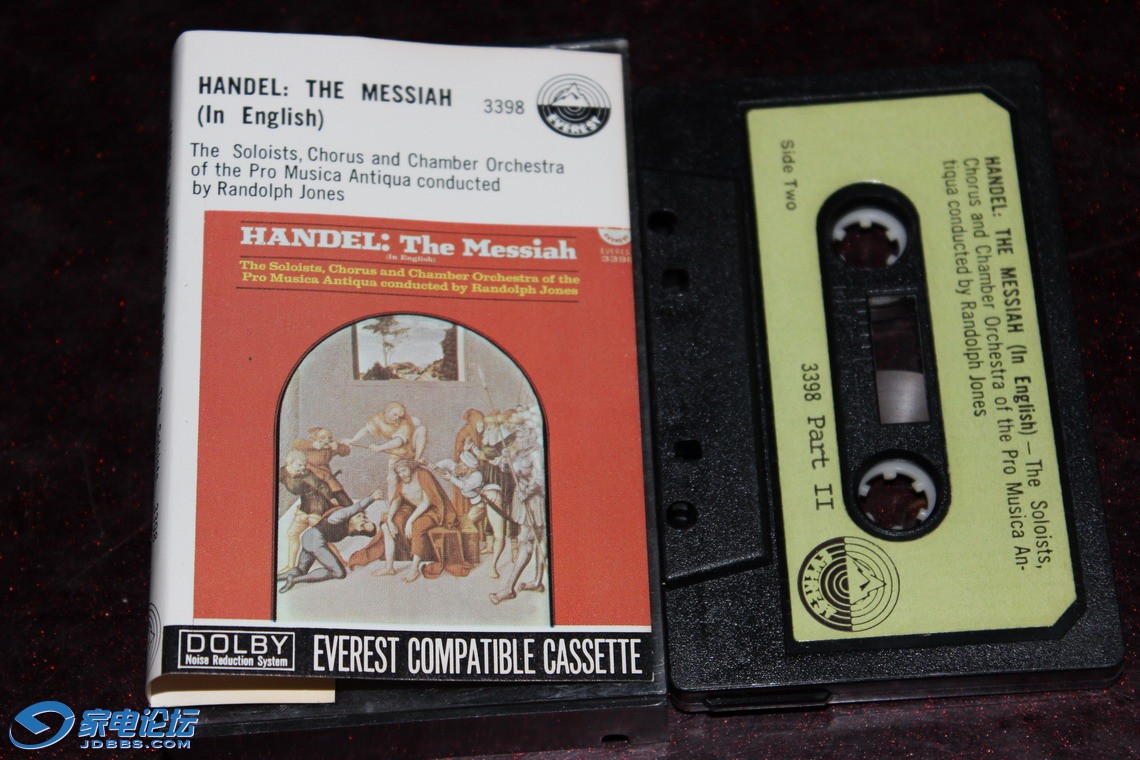 HANDEL: THE MESSIAH
(In English)
3398
EVEREST
The Soloists, Chorus and Chamber Orchestra
of the Pro Musica Antiqua conducted
by Randolph Jones
HANDEL: The Messiah
(In English)
The Soloists, Chorus and Chamber Orchestra of the
Pro Musica Antiqua conducted by Randolph Jones
DOLBY
Noise Reduction System
EVEREST COMPATIBLE CASSETTE
Side Two
HANDEL: THE MESSIAH (In English) — The Soloists,
Chorus and Chamber Orchestra of the Pro Musica An-
tiqua conducted by Randolph Jones
3398 Part II
EVEREST
家电论坛
JDBBS.COM